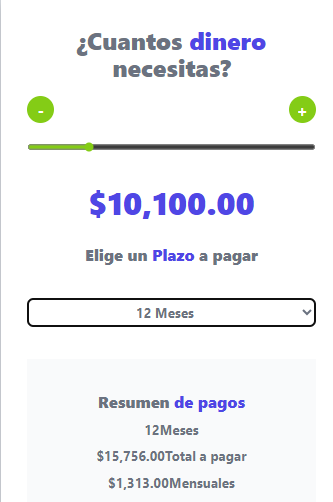 ¿Cuantos dinero
necesitas?
- +
$10,100.00
Elige un Plazo a pagar
12 Meses
Resumen de pagos
12Meses
$15,756.00Total a pagar
$1,313.00Mensuales